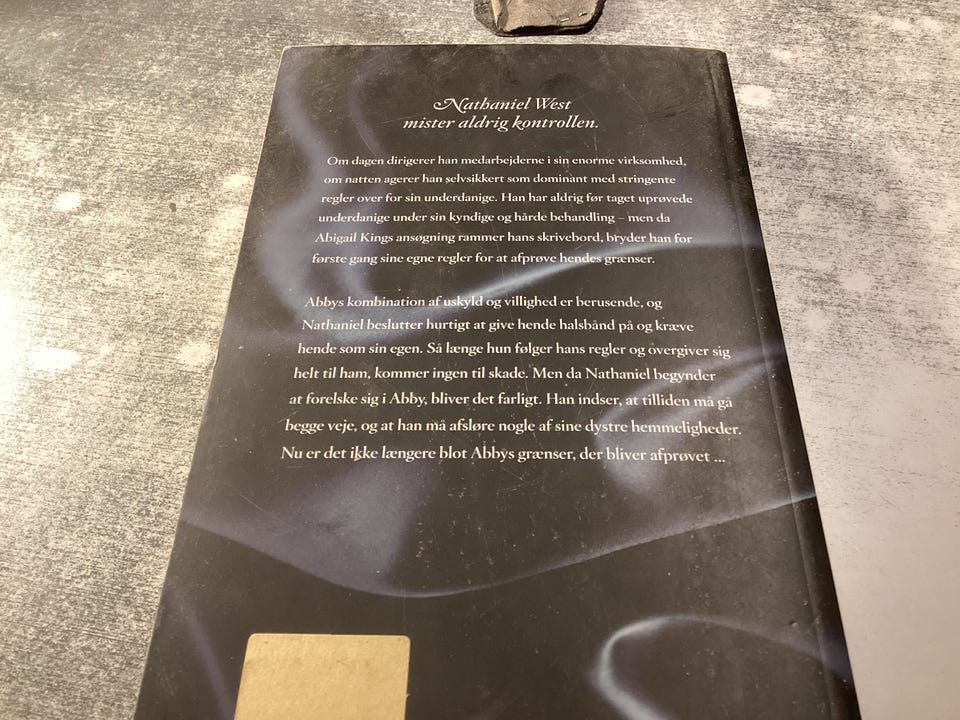 Nathaniel West
mister aldrig kontrollen.
Om dagen dirigerer han medarbejderne i sin enorme virksomhed,
om natten agerer han selvsikkert som dominant med stringente
regler over for sin underdanige. Han har aldrig før taget uprøvede
underdanige under sin kyndige og hårde behandling – men da
Abigail Kings ansøgning rammer hans skrivebord, bryder han for
første gang sine egne regler for at afprøve hendes grænser.
Abbys kombination af uskyld og villighed er berusende, og
Nathaniel beslutter hurtigt at give hende halsbånd på og kræve
hende som sin egen. Så længe hun følger hans regler og overgiver sig
helt til ham, kommer ingen til skade. Men da Nathaniel begynder
at forelske sig i Abby, bliver det farligt. Han indser, at tilliden må gå
begge veje, og at han må afsløre nogle af sine dystre hemmeligheder.
Nu er det ikke længere blot Abbys grænser, der bliver afprøvet ...